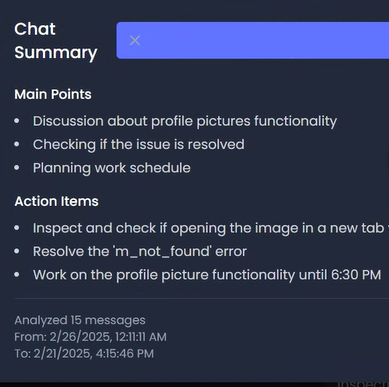 Chat
Summary
Main Points
• Discussion about profile pictures functionality
• Checking if the issue is resolved
• Planning work schedule
Action Items
• Inspect and check if opening the image in a new tab
• Resolve the 'm_not_found' error
• Work on the profile picture functionality until 6:30 PM
Analyzed 15 messages
From: 2/26/2025, 12:11:11 AM
To: 2/21/2025, 4:15:46 PM